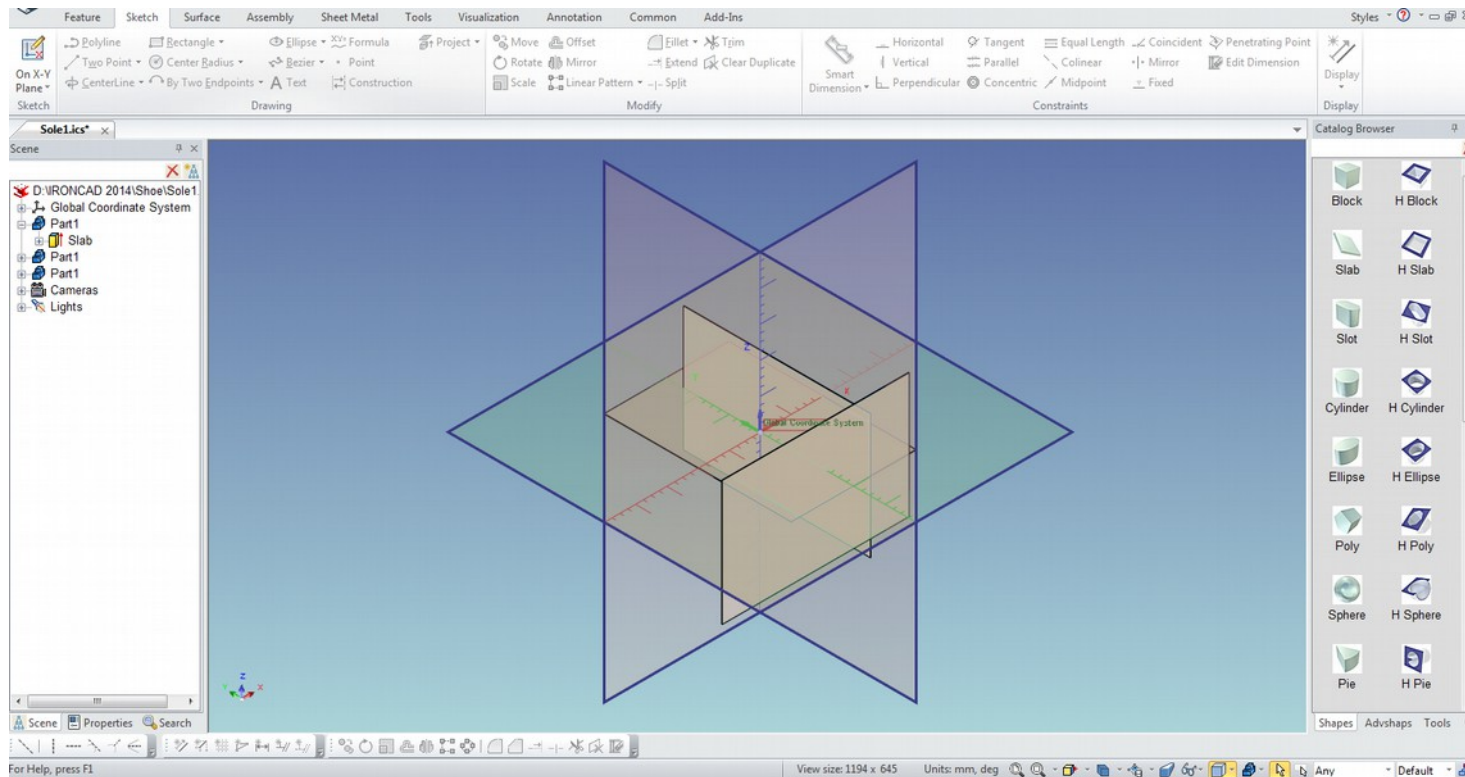 Feature Sketch Surface Assembly Sheet Metal Tools Visualization Annotation Common Add-Ins Styles
Polyline Rectangle Ellipse Formula Project Move Offset Fillet Trim Horizontal Tangent Equal Length Coincident Penetrating Point
On X-Y Plane Two Point Center Radius Bezier Point Rotate Mirror Extend Clear Duplicate Smart Dimension Vertical Parallel Colinear Mirror Edit Dimension Display
CenterLine By Two Endpoints A Text Construction Scale Linear Pattern Split Perpendicular Concentric Midpoint Fixed
Sketch Drawing Modify Constraints Display
Sole1.ics* x Catalog Browser
Scene
D:\IRONCAD 2014\Shoe\Sole1
Global Coordinate System
Part1
Slab
Part1
Part1
Cameras
Lights
Z
Y
X
Global Coordinate System
Z
Y X
Block H Block
Slab H Slab
Slot H Slot
Cylinder H Cylinder
Ellipse H Ellipse
Poly H Poly
Sphere H Sphere
Pie H Pie
Scene Properties Search Shapes Advshaps Tools
For Help, press F1 View size: 1194 x 645 Units: mm, deg Any Default